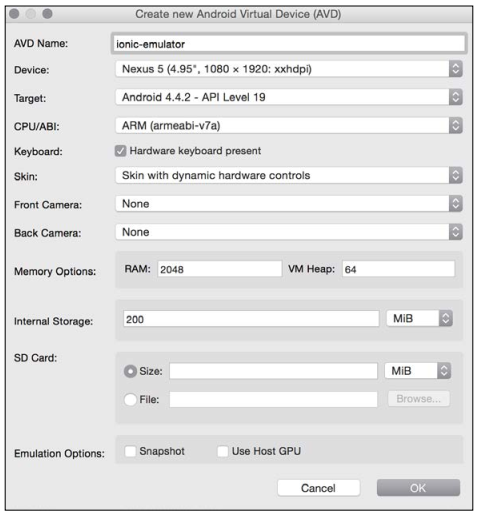 Create new Android Virtual Device (AVD)
AVD Name: ionic-emulator
Device: Nexus 5 (4.95", 1080 × 1920: xxhdpi)
Target: Android 4.4.2 - API Level 19
CPU/ABI: ARM (armeabi-v7a)
Keyboard: Hardware keyboard present
Skin: Skin with dynamic hardware controls
Front Camera: None
Back Camera: None
Memory Options: RAM: 2048 VM Heap: 64
Internal Storage: 200 MiB
SD Card:
Size: MiB
File: Browse...
Emulation Options: Snapshot Use Host GPU
Cancel OK